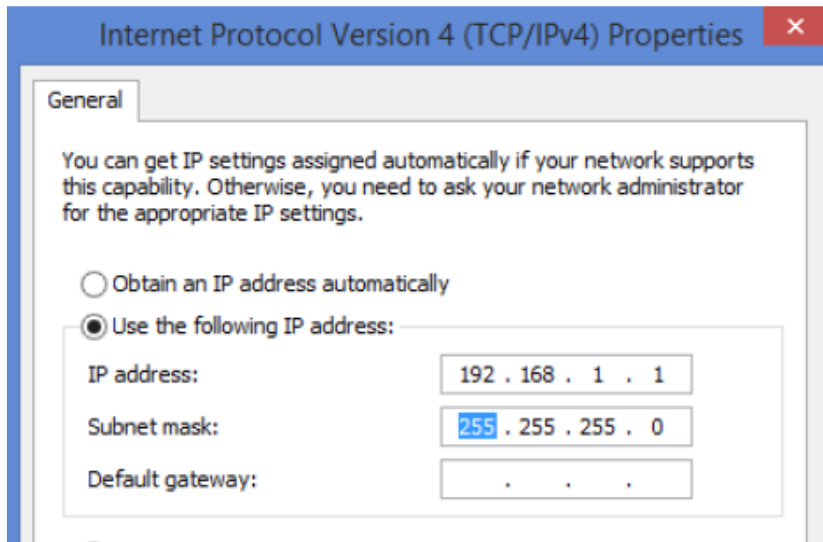 Internet Protocol Version 4 (TCP/IPv4) Properties
General
You can get IP settings assigned automatically if your network supports
this capability. Otherwise, you need to ask your network administrator
for the appropriate IP settings.
Obtain an IP address automatically
Use the following IP address:
IP address: 192 . 168 . 1 . 1
Subnet mask: 255 . 255 . 255 . 0
Default gateway: . . .